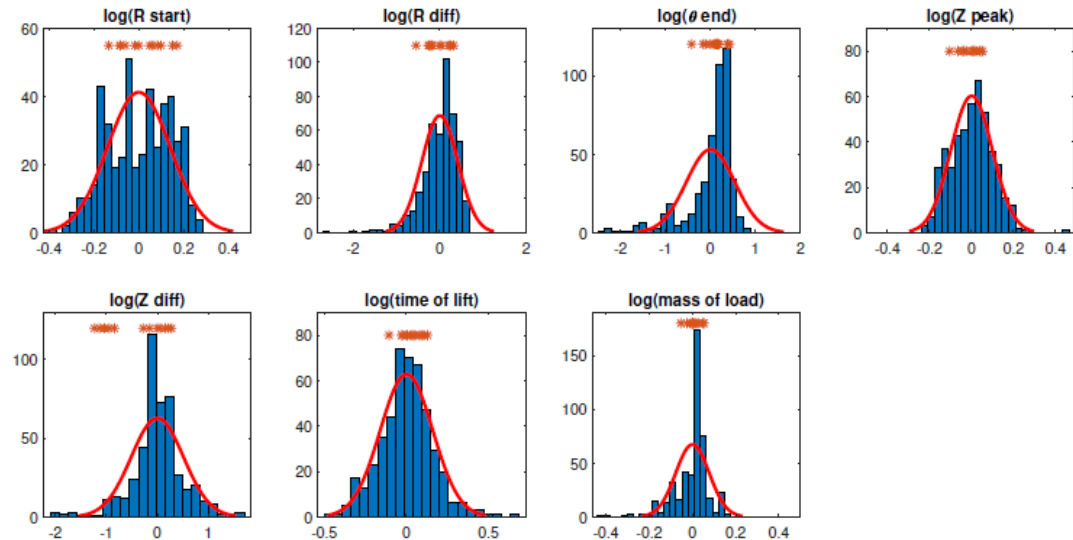 log(R start)
60
40
20
0
-0.4 -0.2 0 0.2 0.4
log(R diff)
120
100
80
60
40
20
0
-2 0 2
log(θ end)
100
50
0
-2 -1 0 1 2
log(Z peak)
80
60
40
20
0
-0.4 -0.2 0 0.2 0.4
log(Z diff)
100
50
0
-2 -1 0 1
log(time of lift)
80
60
40
20
0
-0.5 0 0.5
log(mass of load)
150
100
50
0
-0.4 -0.2 0 0.2 0.4